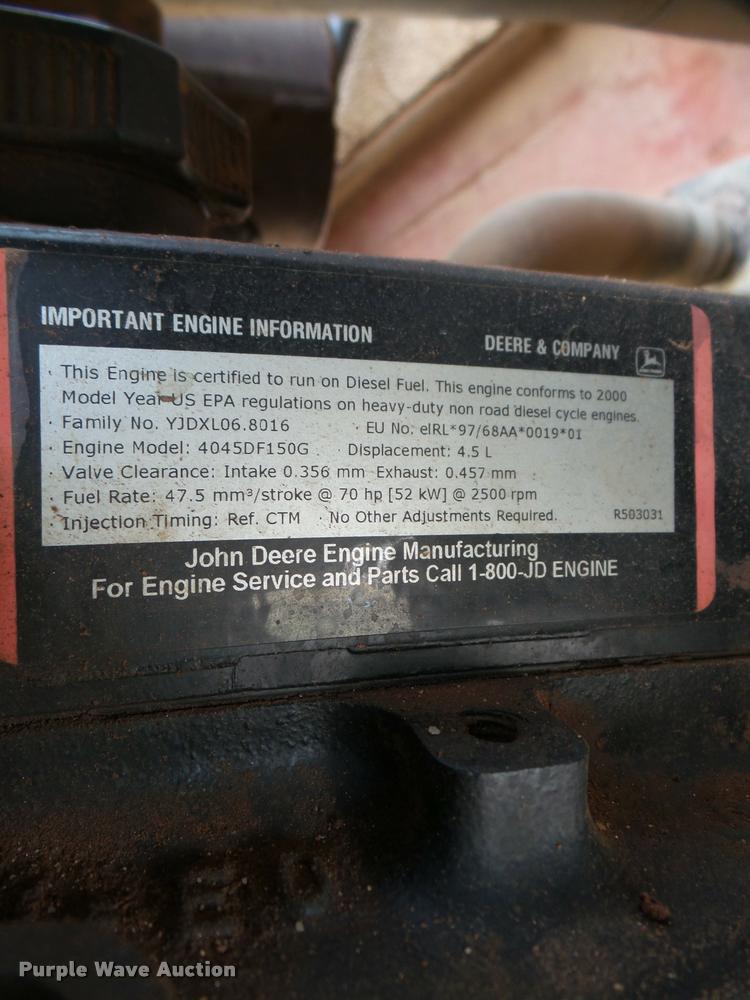 IMPORTANT ENGINE INFORMATION
DEERE & COMPANY
· This Engine is certified to run on Diesel Fuel. This engine conforms to 2000
Model Year US EPA regulations on heavy-duty non road diesel cycle engines.
· Family No. YJDXL06.8016 · EU No. eIRL*97/68AA*0019*01
· Engine Model: 4045DF150G · Displacement: 4.5 L
· Valve Clearance: Intake 0.356 mm Exhaust: 0.457 mm
· Fuel Rate: 47.5 mm³/stroke @ 70 hp [52 kW] @ 2500 rpm
· Injection Timing: Ref. CTM · No Other Adjustments Required. R503031
John Deere Engine Manufacturing
For Engine Service and Parts Call 1-800-JD ENGINE
Purple Wave Auction